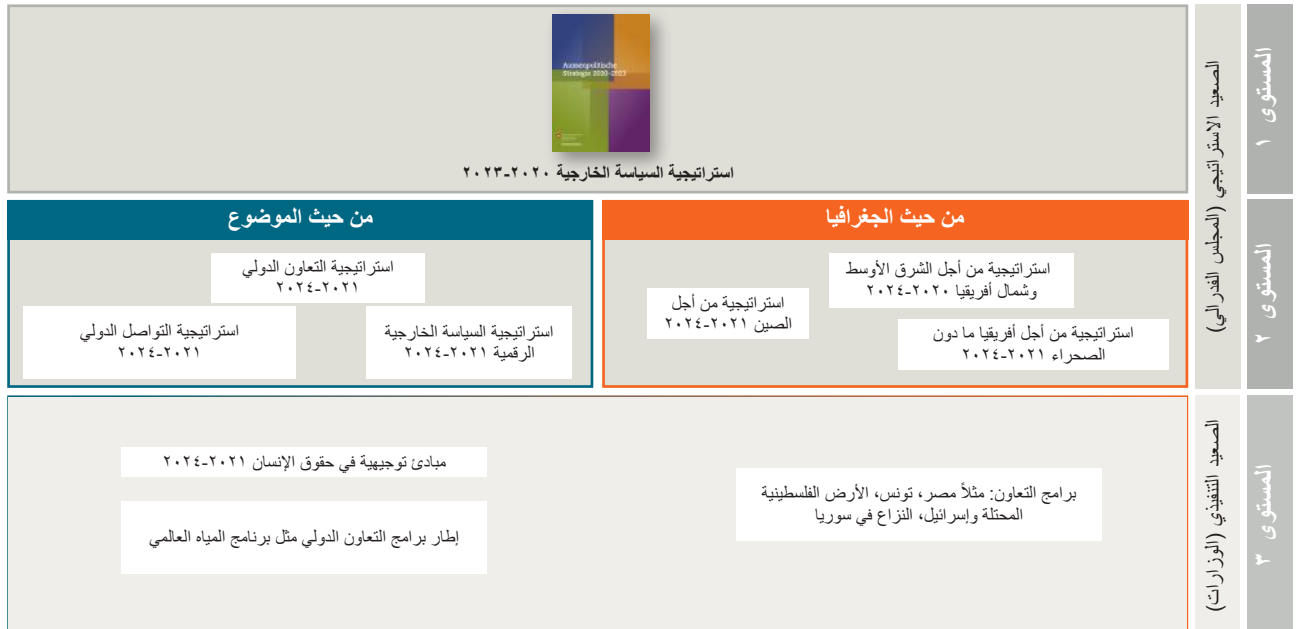 المستوى ١
الصعيد الاستراتيجي (المجلس الفدرالي)
Aussenpolitische
Strategie 2020–2023
استراتيجية السياسة الخارجية ٢٠٢٠-٢٠٢٣
المستوى ٢
من حيث الجغرافيا
استراتيجية من أجل الشرق الأوسط
وشمال أفريقيا ٢٠٢٠-٢٠٢٤
استراتيجية من أجل
الصين ٢٠٢١-٢٠٢٤
استراتيجية من أجل أفريقيا ما دون
الصحراء ٢٠٢١-٢٠٢٤
من حيث الموضوع
استراتيجية التعاون الدولي
٢٠٢١-٢٠٢٤
استراتيجية السياسة الخارجية
الرقمية ٢٠٢١-٢٠٢٤
استراتيجية التواصل الدولي
٢٠٢١-٢٠٢٤
المستوى ٣
الصعيد التنفيذي (الوزارات)
برامج التعاون: مثلاً مصر، تونس، الأرض الفلسطينية
المحتلة وإسرائيل، النزاع في سوريا
مبادئ توجيهية في حقوق الإنسان ٢٠٢١-٢٠٢٤
إطار برامج التعاون الدولي مثل برنامج المياه العالمي